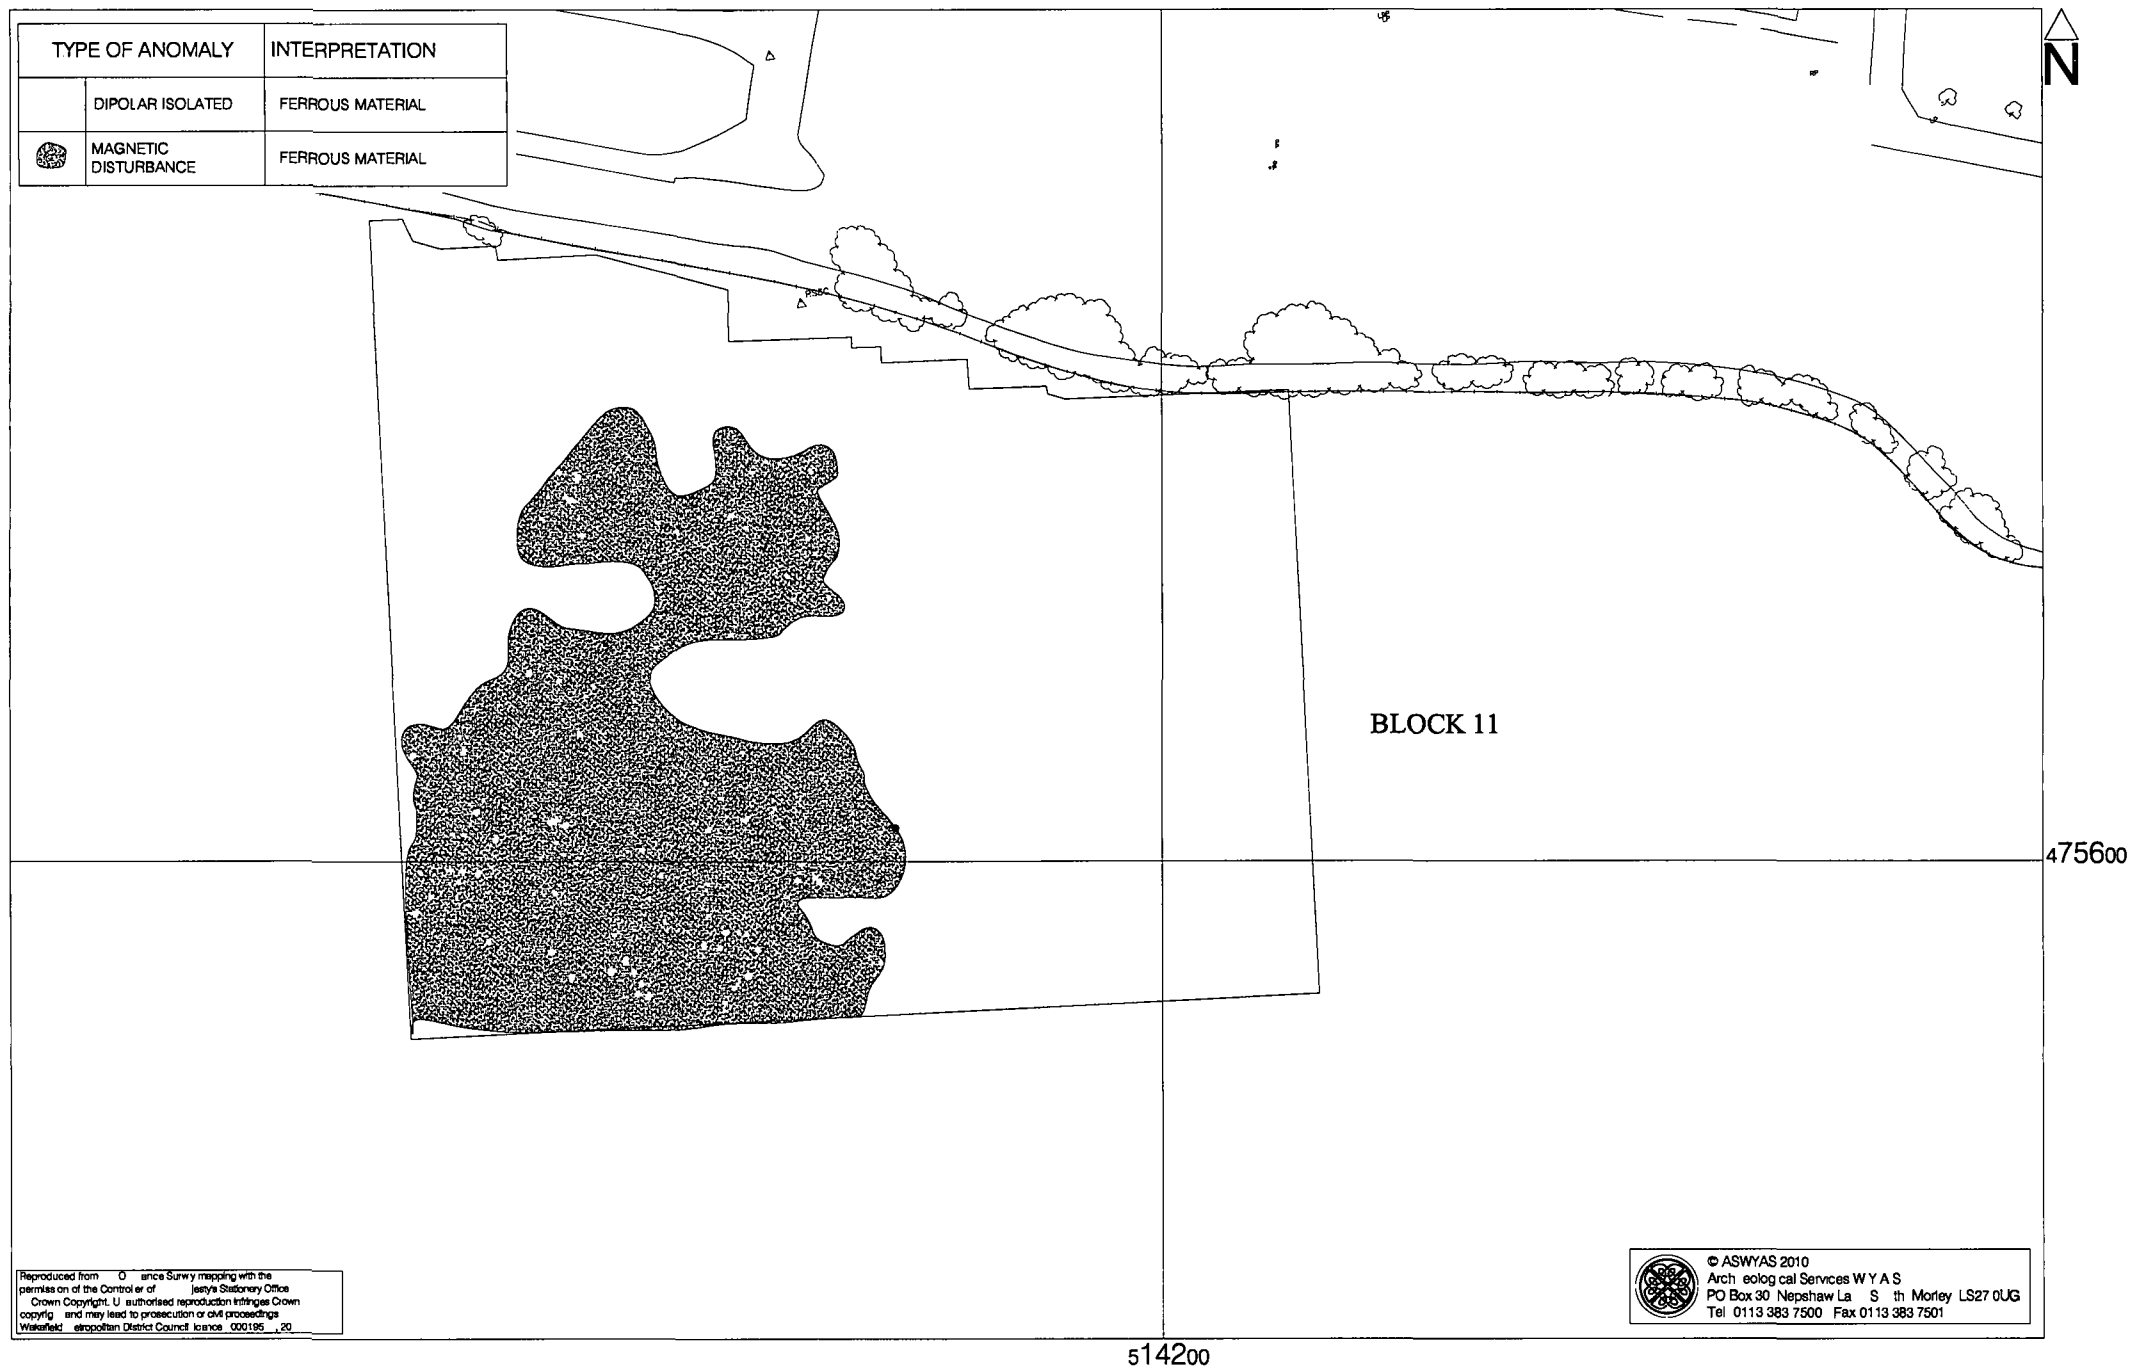 TYPE OF ANOMALY INTERPRETATION
DIPOLAR ISOLATED FERROUS MATERIAL
MAGNETIC
DISTURBANCE
FERROUS MATERIAL
N
BLOCK 11
475600
Reproduced from O ance Survy mapping with the
permiss on of the Control er of jesty's Stationery Office
Crown Copyright. U authorised reproduction infringes Crown
copyrig and may lead to prosecution or civil proceedings
Wakefield etropolitan District Council 000195 , 20
© ASWYAS 2010
Arch eolog cal Services W Y A S
PO Box 30 Nepshaw La S th Morley LS27 0UG
Tel 0113 383 7500 Fax 0113 383 7501
514200